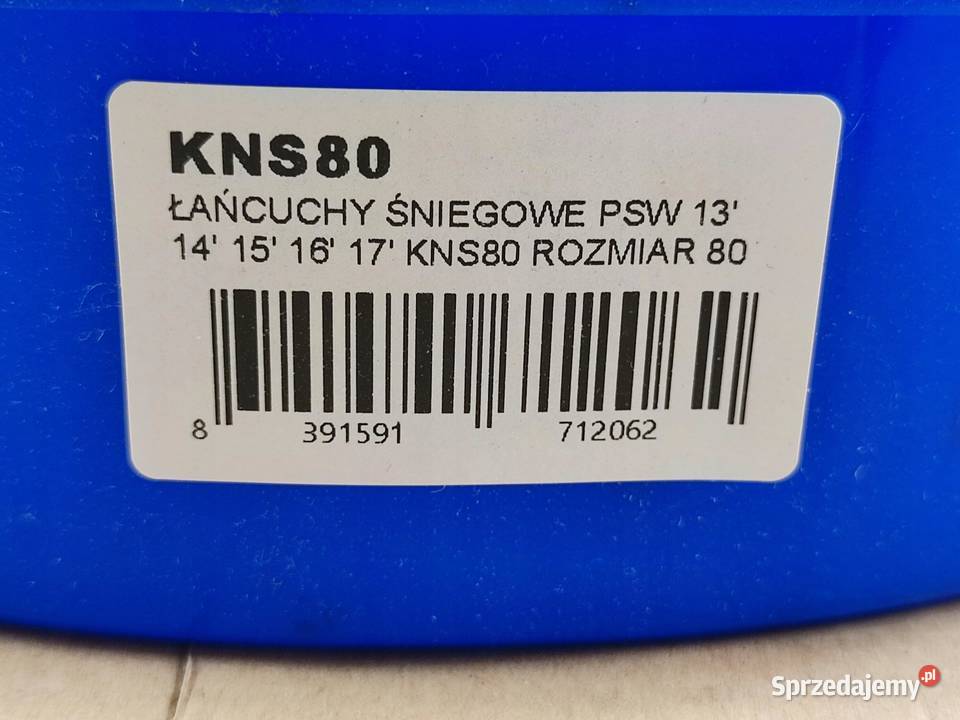 KNS80
ŁAŃCUCHY ŚNIEGOWE PSW 13'
14' 15' 16' 17' KNS80 ROZMIAR 80
8 391591 712062
Sprzedajemy.pl